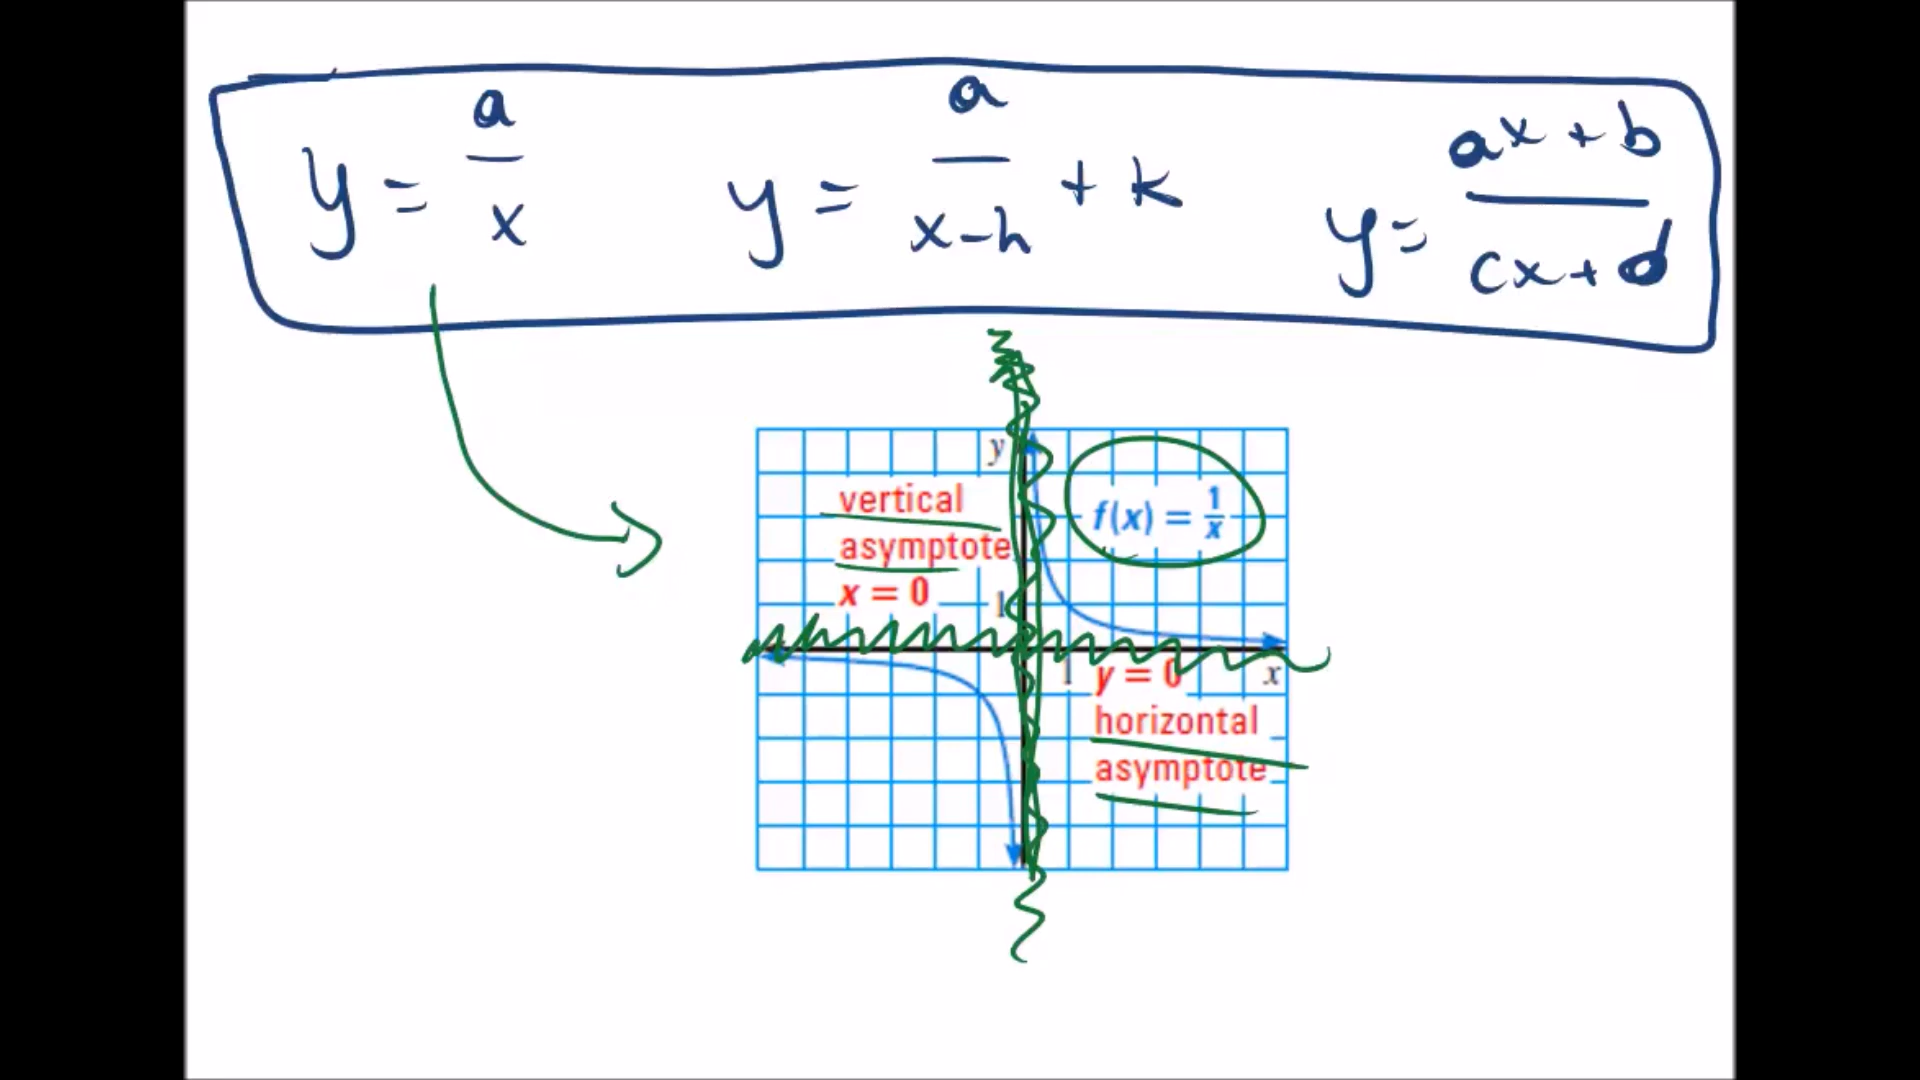 y = a/x
y = a/(x-h) + k
y = (ax + b)/(cx + d)
y
vertical
asymptote
x = 0
f(x) = 1/x
1
1
y = 0
x
horizontal
asymptote